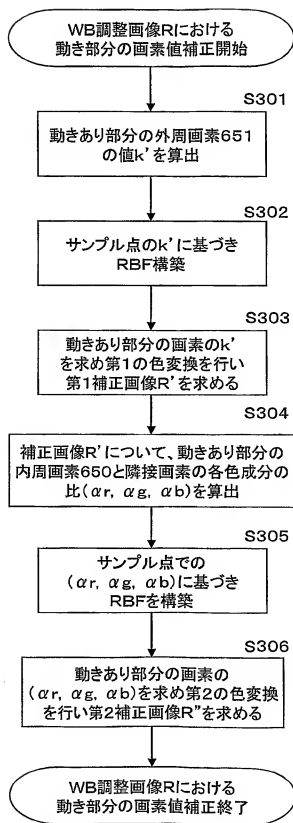 WB調整画像Rにおける
動き部分の画素値補正開始
S301
動きあり部分の外周画素651
の値k'を算出
S302
サンプル点のk'に基づき
RBF構築
S303
動きあり部分の画素のk'
を求め第1の色変換を行い
第1補正画像R'を求める
S304
補正画像R'について、動きあり部分の
内周画素650と隣接画素の各色成分の
比(αr, αg, αb)を算出
S305
サンプル点での
(αr, αg, αb)に基づき
RBFを構築
S306
動きあり部分の画素の
(αr, αg, αb)を求め第2の色変換
を行い第2補正画像R"を求める
WB調整画像Rにおける
動き部分の画素値補正終了